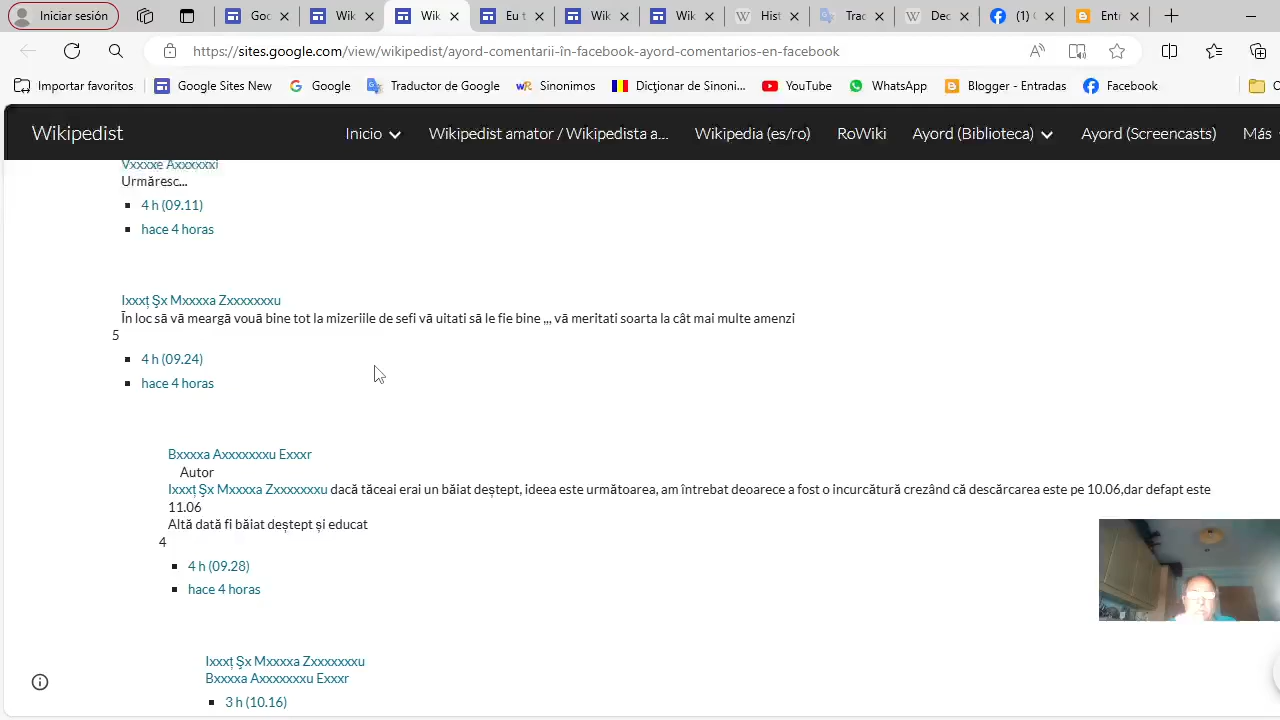 Iniciar sesión
Goo
Wik
Wik
Eu t
Wik
Wik
Hist
Trac
Dec
(1)
Entr
https://sites.google.com/view/wikipedist/ayord-comentarii-în-facebook-ayord-comentarios-en-facebook
Importar favoritos
Google Sites New
Google
Traductor de Google
Sinonimos
Dicţionar de Sinoni...
YouTube
WhatsApp
Blogger - Entradas
Facebook
Wikipedist
Inicio
Wikipedist amator / Wikipedista a...
Wikipedia (es/ro)
RoWiki
Ayord (Biblioteca)
Ayord (Screencasts)
Más
Vxxxxe Axxxxxxi
Urmăresc...
4 h (09.11)
hace 4 horas
Ixxxţ Şx Mxxxxa Zxxxxxxxu
În loc să vă meargă vouă bine tot la mizeriile de sefi vă uitati să le fie bine ,,, vă meritati soarta la cât mai multe amenzi
5
4 h (09.24)
hace 4 horas
Bxxxxa Axxxxxxxu Exxxr
Autor
Ixxxţ Şx Mxxxxa Zxxxxxxxu dacă tăceai erai un băiat deștept, ideea este următoarea, am întrebat deoarece a fost o incurcătură crezând că descărcarea este pe 10.06,dar defapt este
11.06
Altă dată fi băiat deștept și educat
4
4 h (09.28)
hace 4 horas
Ixxxţ Şx Mxxxxa Zxxxxxxxu
Bxxxxa Axxxxxxxu Exxxr
3 h (10.16)